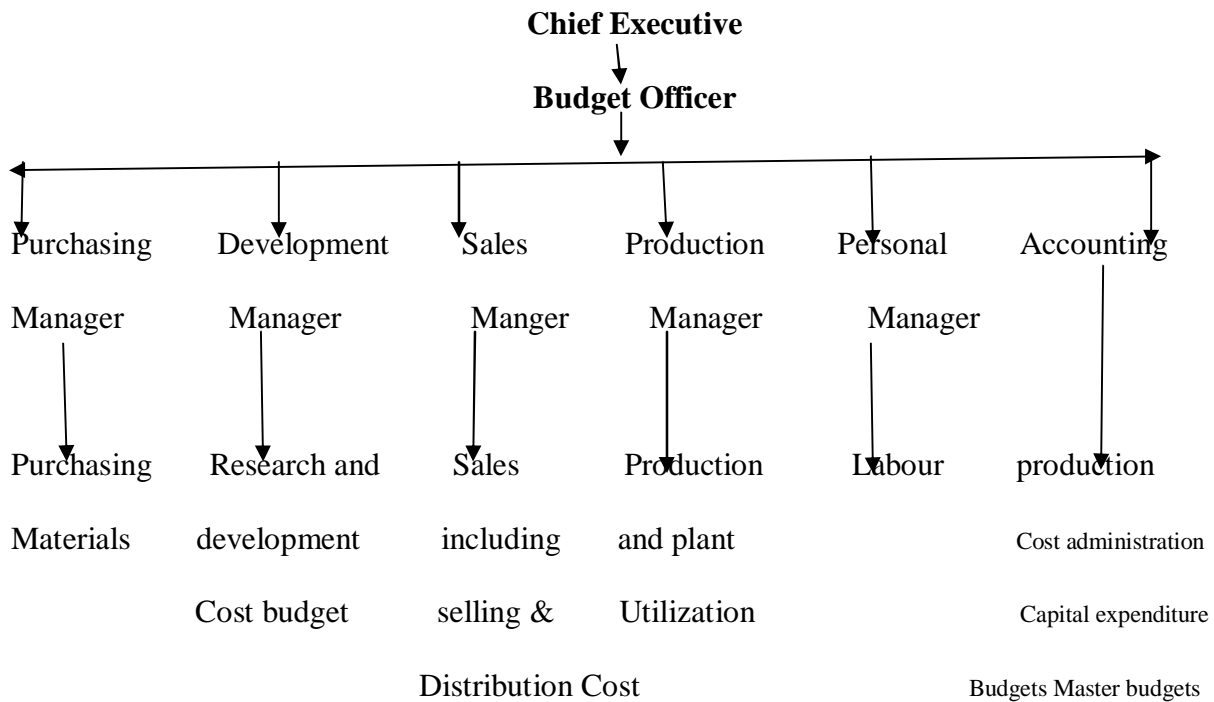 Chief Executive
Budget Officer
Purchasing Development Sales Production Personal Accounting
Manager Manager Manger Manager Manager
Purchasing Research and Sales Production Labour production
Materials development including and plant Cost administration
Cost budget selling & Utilization Capital expenditure
Distribution Cost Budgets Master budgets